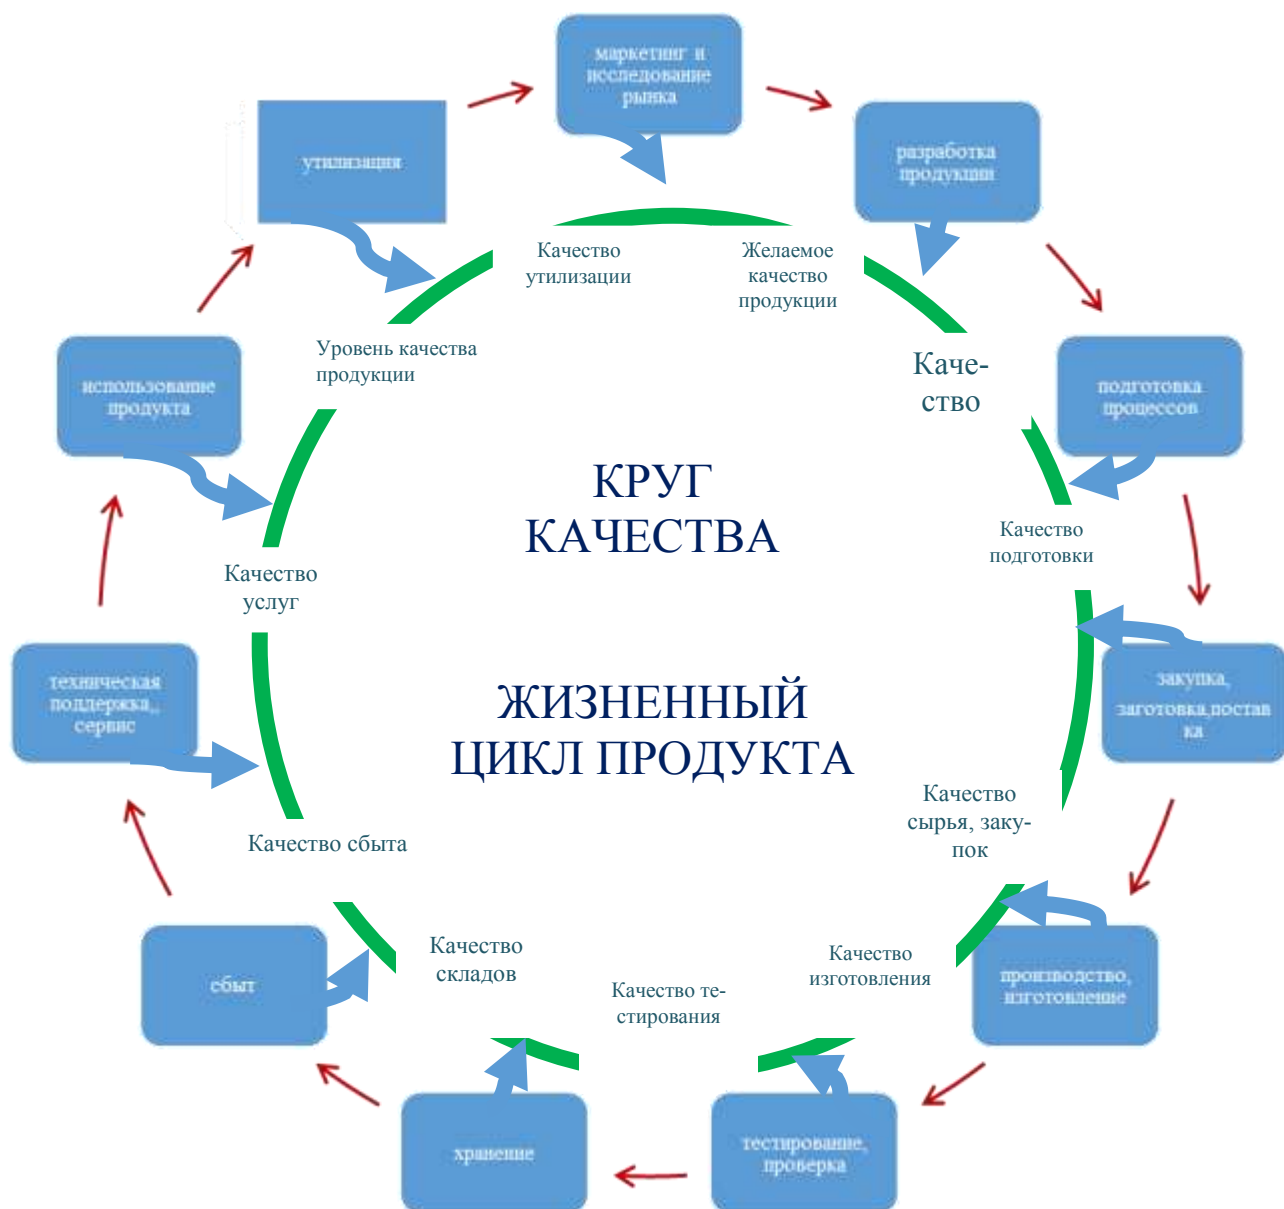 маркетинг и
исследование
рынка
разработка
продукции
подготовка
процессов
закупка,
заготовка,постав
ка
производство,
изготовление
тестирование,
проверка
хранение
сбыт
техническая
поддержка,,
сервис
использование
продукта
утилизация
Качество
утилизации
Желаемое
качество
продукции
Каче-
ство
Качество
подготовки
Качество
сырья, заку-
пок
Качество
изготовления
Качество те-
стирования
Качество
складов
Качество сбыта
Качество
услуг
Уровень качества
продукции
КРУГ
КАЧЕСТВА
ЖИЗНЕННЫЙ
ЦИКЛ ПРОДУКТА